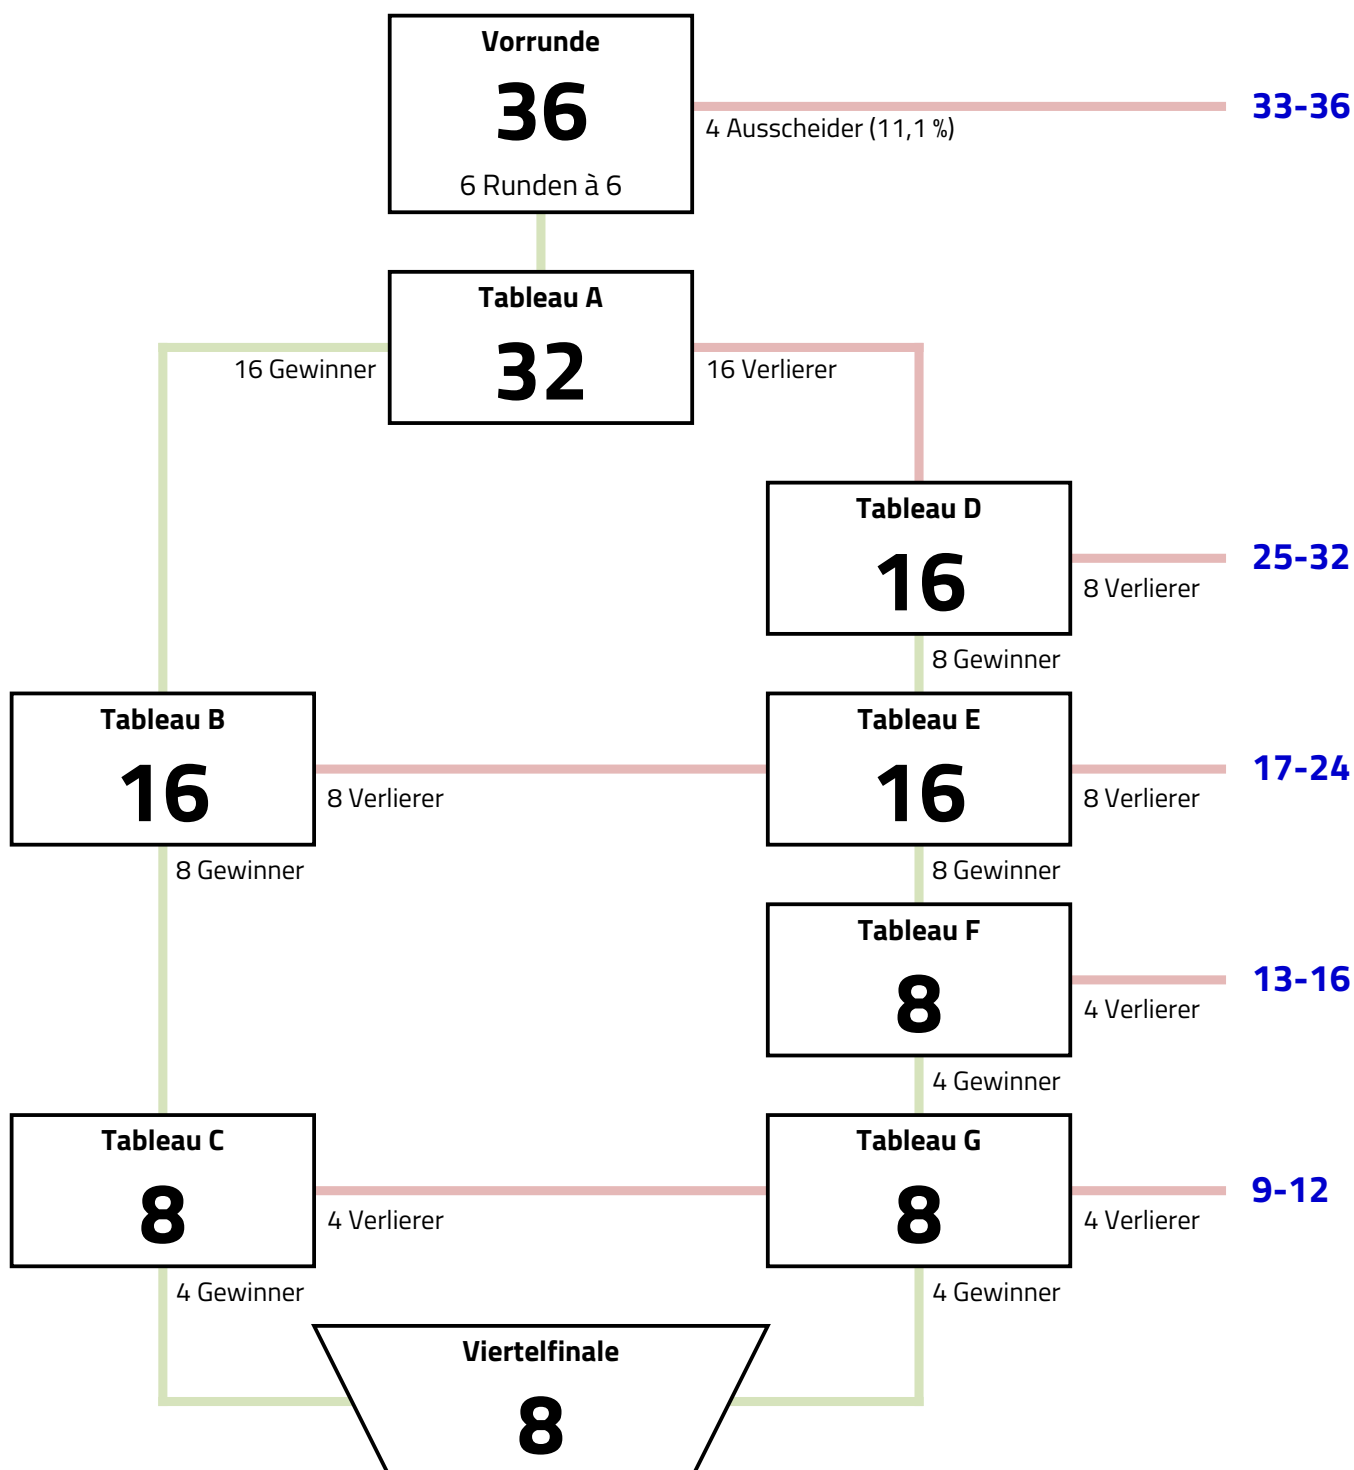 Vorrunde
36
6 Runden à 6
4 Ausscheider (11,1 %)
33-36
Tableau A
32
16 Gewinner
16 Verlierer
Tableau D
16
8 Verlierer
25-32
8 Gewinner
Tableau B
16
8 Verlierer
8 Gewinner
Tableau E
16
8 Verlierer
17-24
8 Gewinner
Tableau F
8
4 Verlierer
13-16
4 Gewinner
Tableau C
8
4 Verlierer
4 Gewinner
Tableau G
8
4 Verlierer
9-12
4 Gewinner
Viertelfinale
8